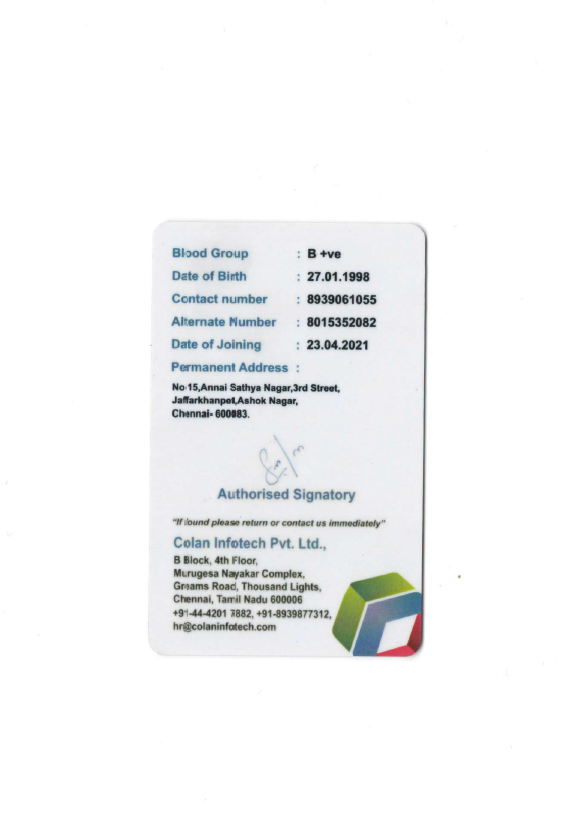 Blood Group : B +ve
Date of Birth : 27.01.1998
Contact number : 8939061055
Alternate Number : 8015352082
Date of Joining : 23.04.2021
Permanent Address :
No:15,Annai Sathya Nagar,3rd Street,
Jaffarkhanpet,Ashok Nagar,
Chennai- 600083.
Authorised Signatory
"If found please return or contact us immediately"
Colan Infotech Pvt. Ltd.,
B Block, 4th Floor,
Murugesa Nayakar Complex,
Greams Road, Thousand Lights,
Chennai, Tamil Nadu 600006
+91-44-4201 7882, +91-8939877312,
hr@colaninfotech.com